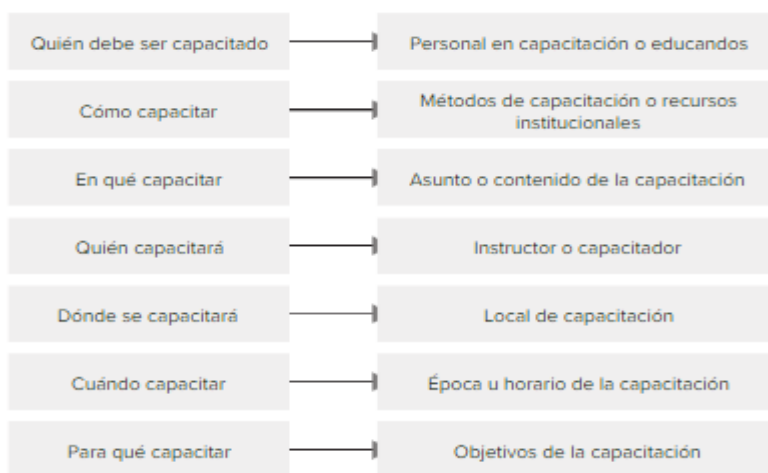 Quién debe ser capacitado
Personal en capacitación o educandos
Cómo capacitar
Métodos de capacitación o recursos
institucionales
En qué capacitar
Asunto o contenido de la capacitación
Quién capacitará
Instructor o capacitador
Dónde se capacitará
Local de capacitación
Cuándo capacitar
Época u horario de la capacitación
Para qué capacitar
Objetivos de la capacitación